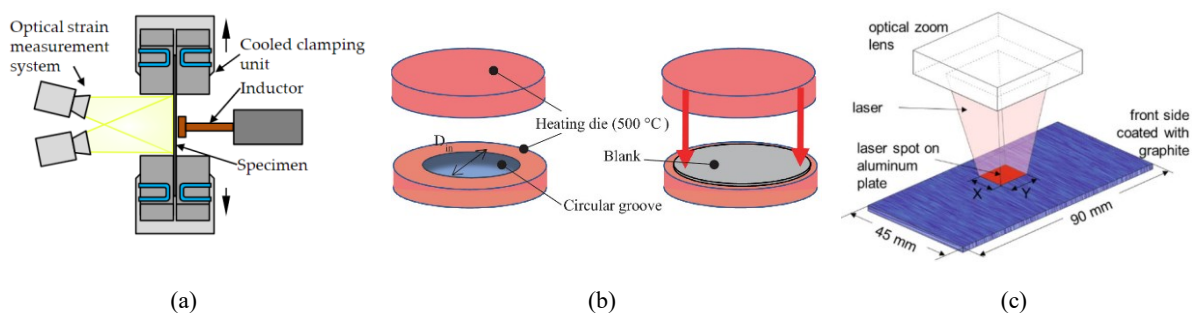 Optical strain
measurement
system
Cooled clamping
unit
Inductor
Specimen
(a)
Heating die (500 °C )
D_in
Blank
Circular groove
(b)
optical zoom
lens
laser
laser spot on
aluminum
plate
front side
coated with
graphite
X
Y
45 mm
90 mm
(c)